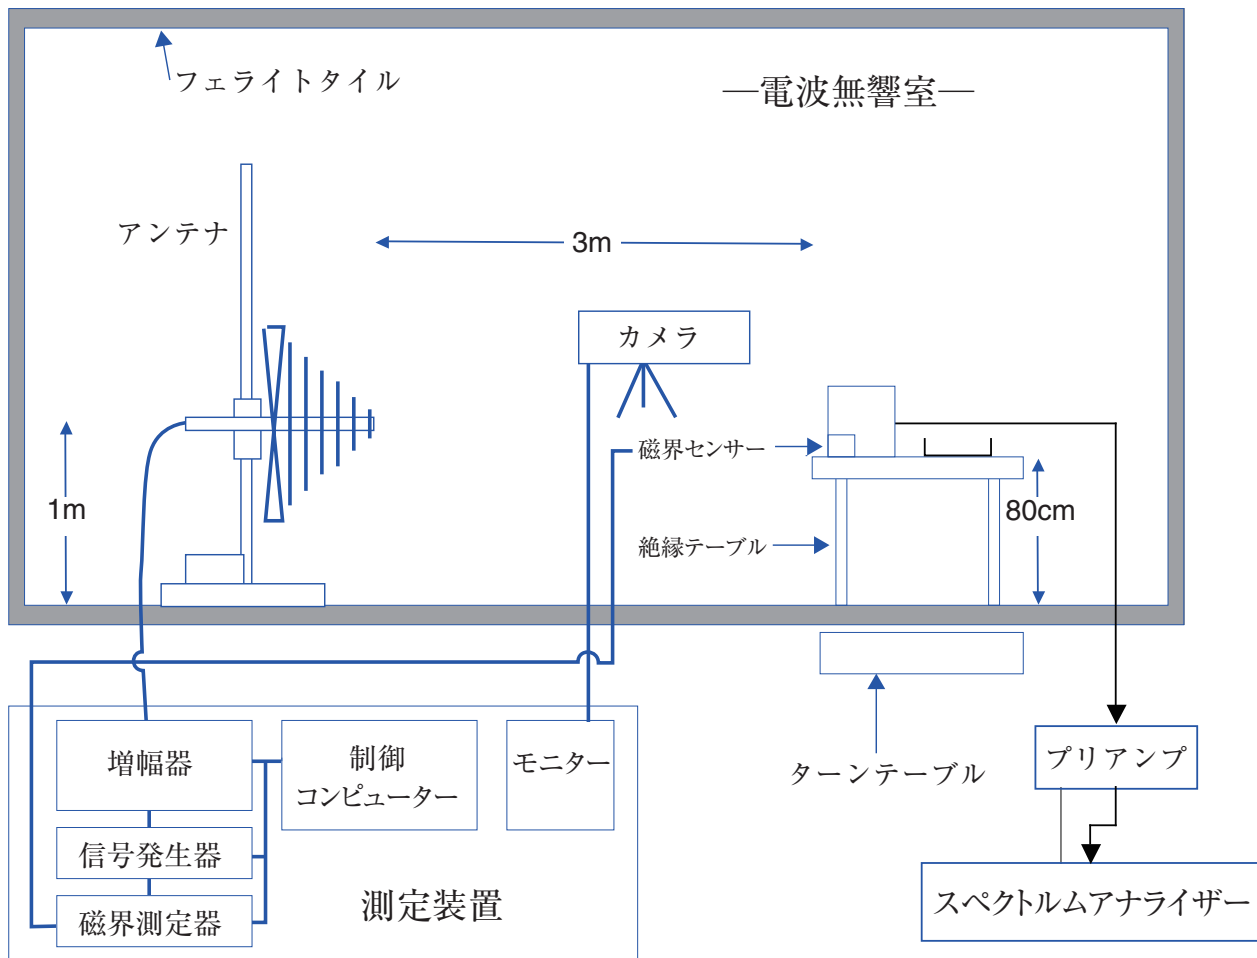 フェライトタイル
―電波無響室―
アンテナ
3m
カメラ
磁界センサー
1m
80cm
絶縁テーブル
増幅器
制御
コンピューター
モニター
ターンテーブル
プリアンプ
信号発生器
磁界測定器
測定装置
スペクトルムアナライザー